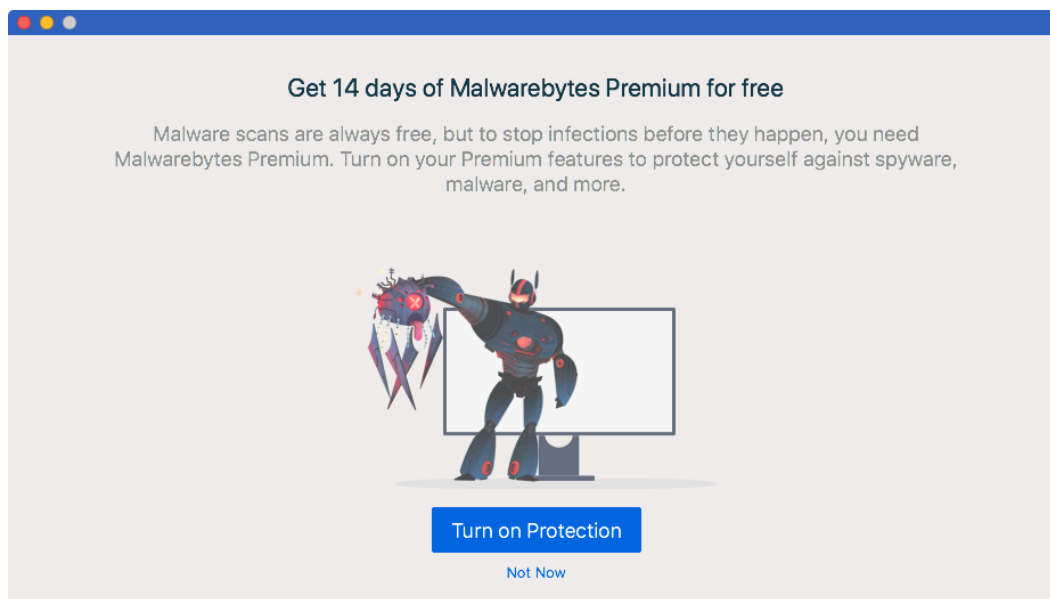 Get 14 days of Malwarebytes Premium for free
Malware scans are always free, but to stop infections before they happen, you need
Malwarebytes Premium. Turn on your Premium features to protect yourself against spyware,
malware, and more.
Turn on Protection
Not Now